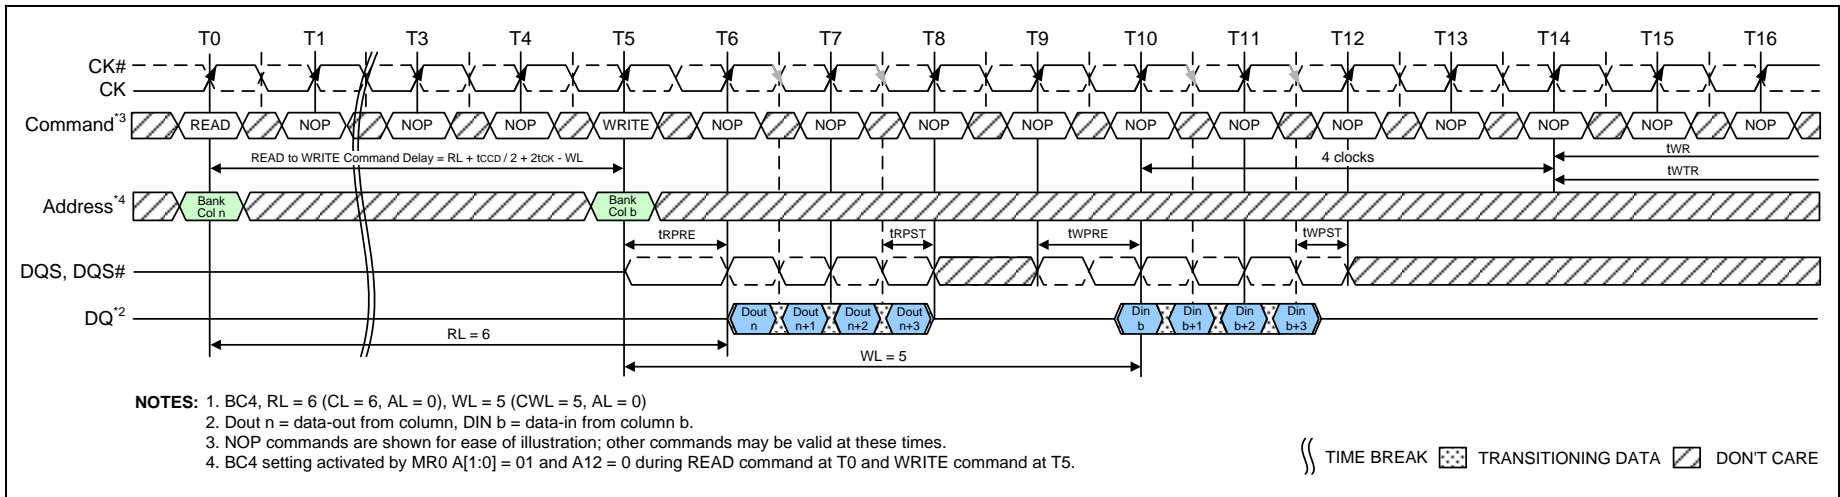 T0 T1 T3 T4 T5 T6 T7 T8 T9 T10 T11 T12 T13 T14 T15 T16
CK#
CK
Command*3 READ NOP NOP NOP WRITE NOP NOP NOP NOP NOP NOP NOP NOP NOP NOP NOP
READ to WRITE Command Delay = RL + tCCD / 2 + 2tCK - WL
4 clocks
tWR
tWTR
Address*4
Bank
Col n
Bank
Col b
tRPRE tRPST tWPRE tWPST
DQS, DQS#
DQ*2
Dout
n
Dout
n+1
Dout
n+2
Dout
n+3
Din
b
Din
b+1
Din
b+2
Din
b+3
RL = 6
WL = 5
NOTES: 1. BC4, RL = 6 (CL = 6, AL = 0), WL = 5 (CWL = 5, AL = 0)
2. Dout n = data-out from column, DIN b = data-in from column b.
3. NOP commands are shown for ease of illustration; other commands may be valid at these times.
4. BC4 setting activated by MR0 A[1:0] = 01 and A12 = 0 during READ command at T0 and WRITE command at T5.
TIME BREAK TRANSITIONING DATA DON'T CARE